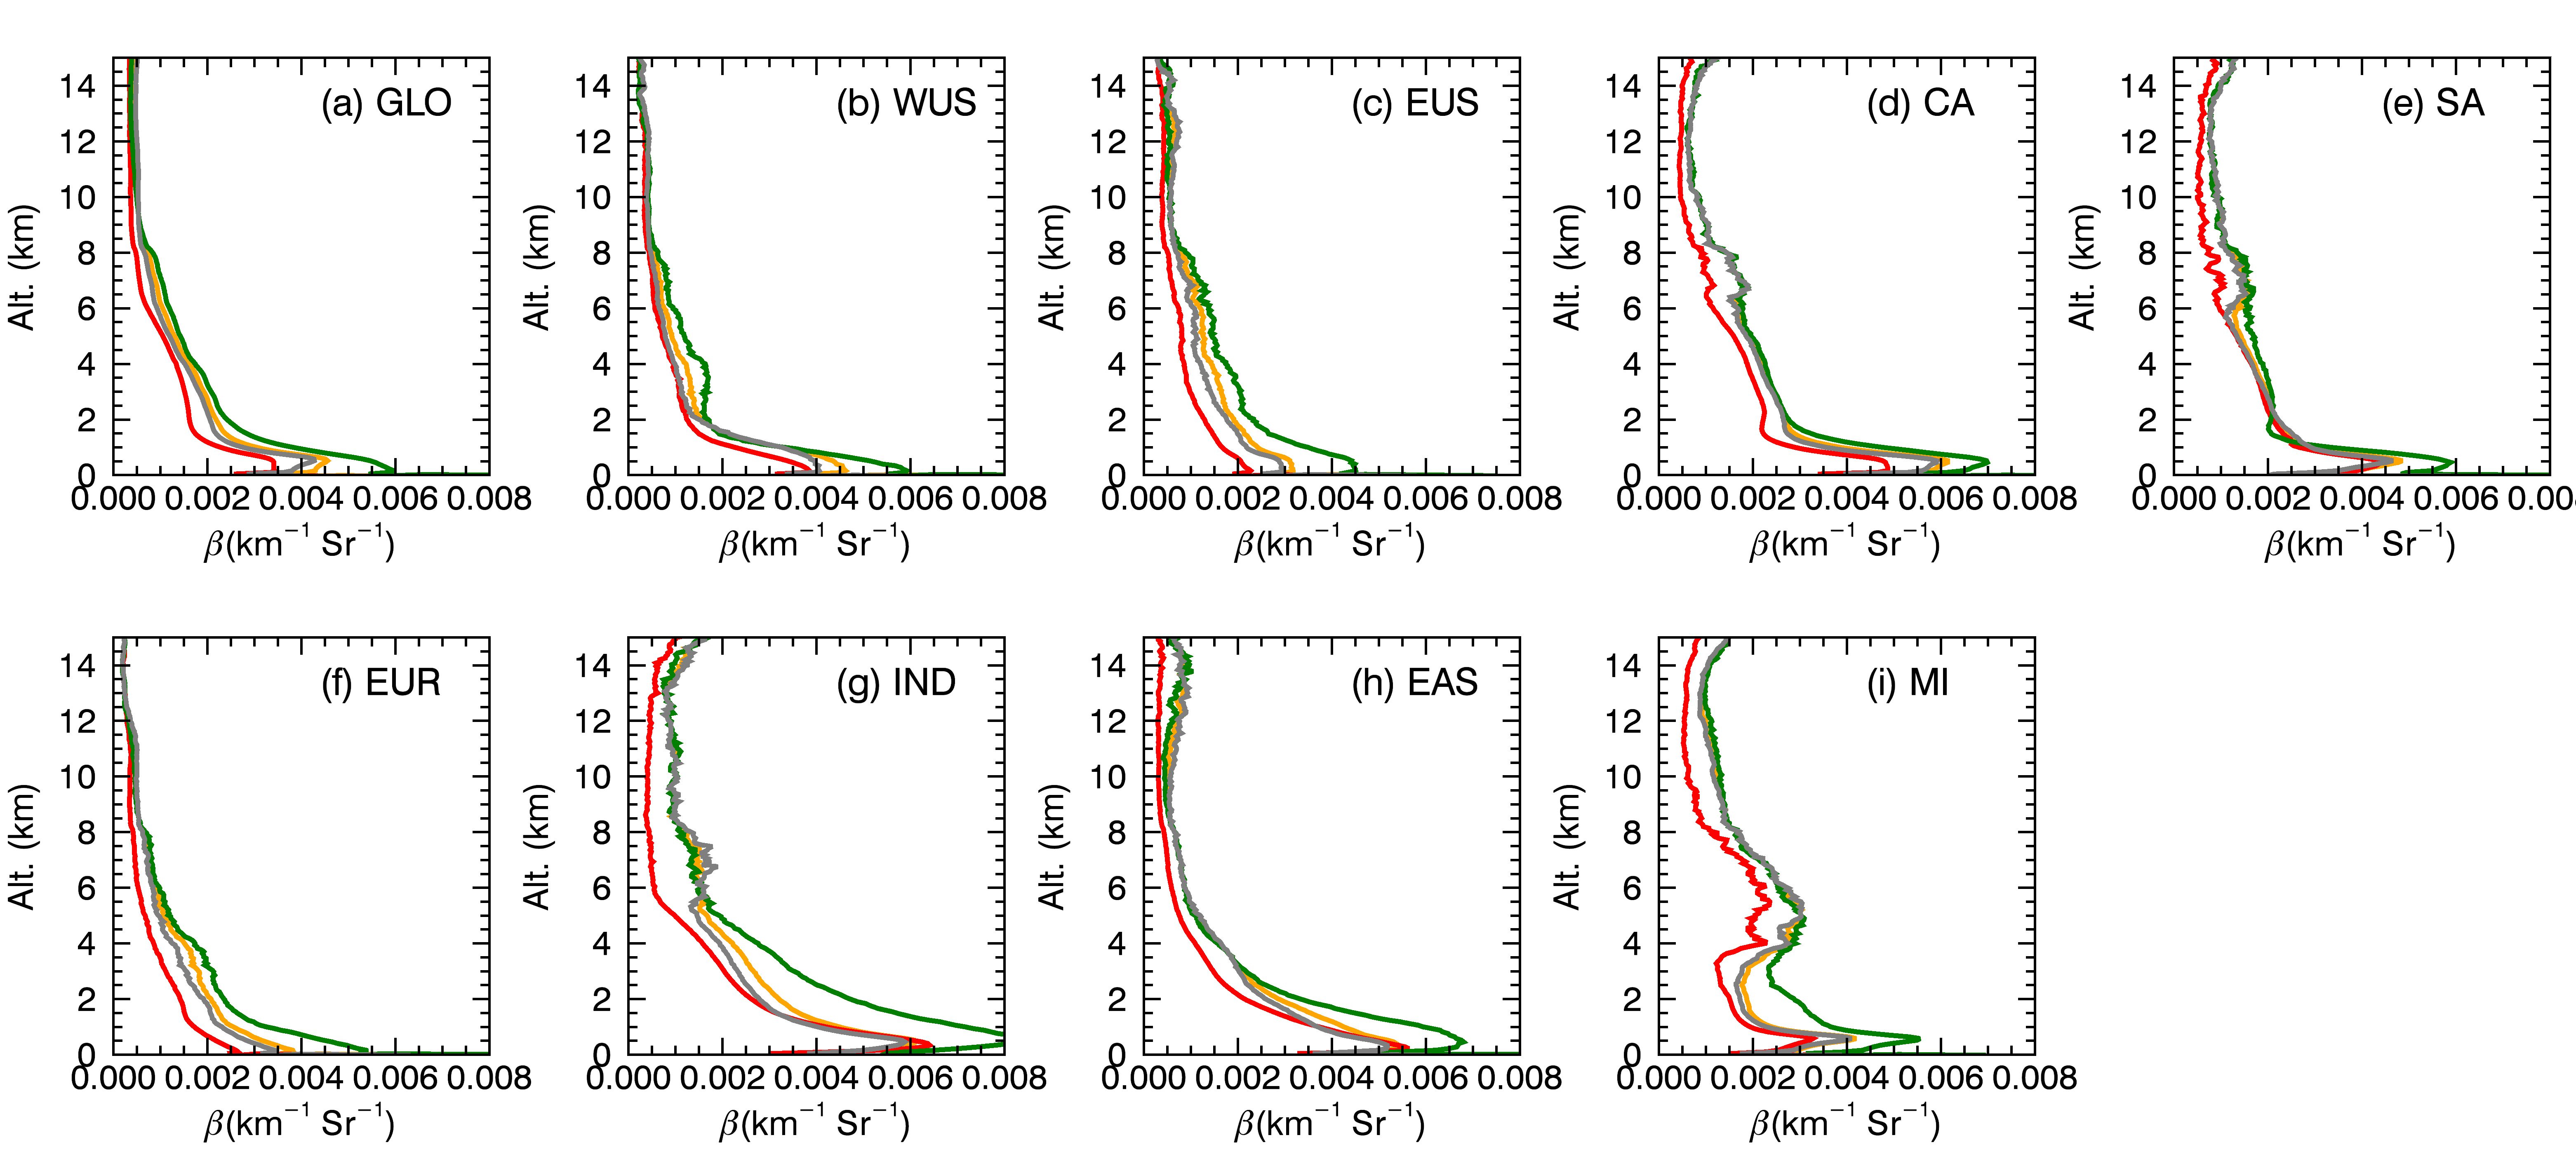 (a) GLO
(b) WUS
(c) EUS
(d) CA
(e) SA
14 14 14 14 14
12 12 12 12 12
10 10 10 10 10
8 8 8 8 8
6 6 6 6 6
4 4 4 4 4
2 2 2 2 2
0 0 0 0 0
Alt. (km) Alt. (km) Alt. (km) Alt. (km) Alt. (km)
0.000 0.002 0.004 0.006 0.008
0.000 0.002 0.004 0.006 0.008
0.000 0.002 0.004 0.006 0.008
0.000 0.002 0.004 0.006 0.008
0.000 0.002 0.004 0.006
β(km⁻¹ Sr⁻¹) β(km⁻¹ Sr⁻¹) β(km⁻¹ Sr⁻¹) β(km⁻¹ Sr⁻¹) β(km⁻¹ Sr⁻¹)
(f) EUR
(g) IND
(h) EAS
(i) MI
14 14 14 14
12 12 12 12
10 10 10 10
8 8 8 8
6 6 6 6
4 4 4 4
2 2 2 2
0 0 0 0
Alt. (km) Alt. (km) Alt. (km) Alt. (km)
0.000 0.002 0.004 0.006 0.008
0.000 0.002 0.004 0.006 0.008
0.000 0.002 0.004 0.006 0.008
0.000 0.002 0.004 0.006 0.008
β(km⁻¹ Sr⁻¹) β(km⁻¹ Sr⁻¹) β(km⁻¹ Sr⁻¹) β(km⁻¹ Sr⁻¹)